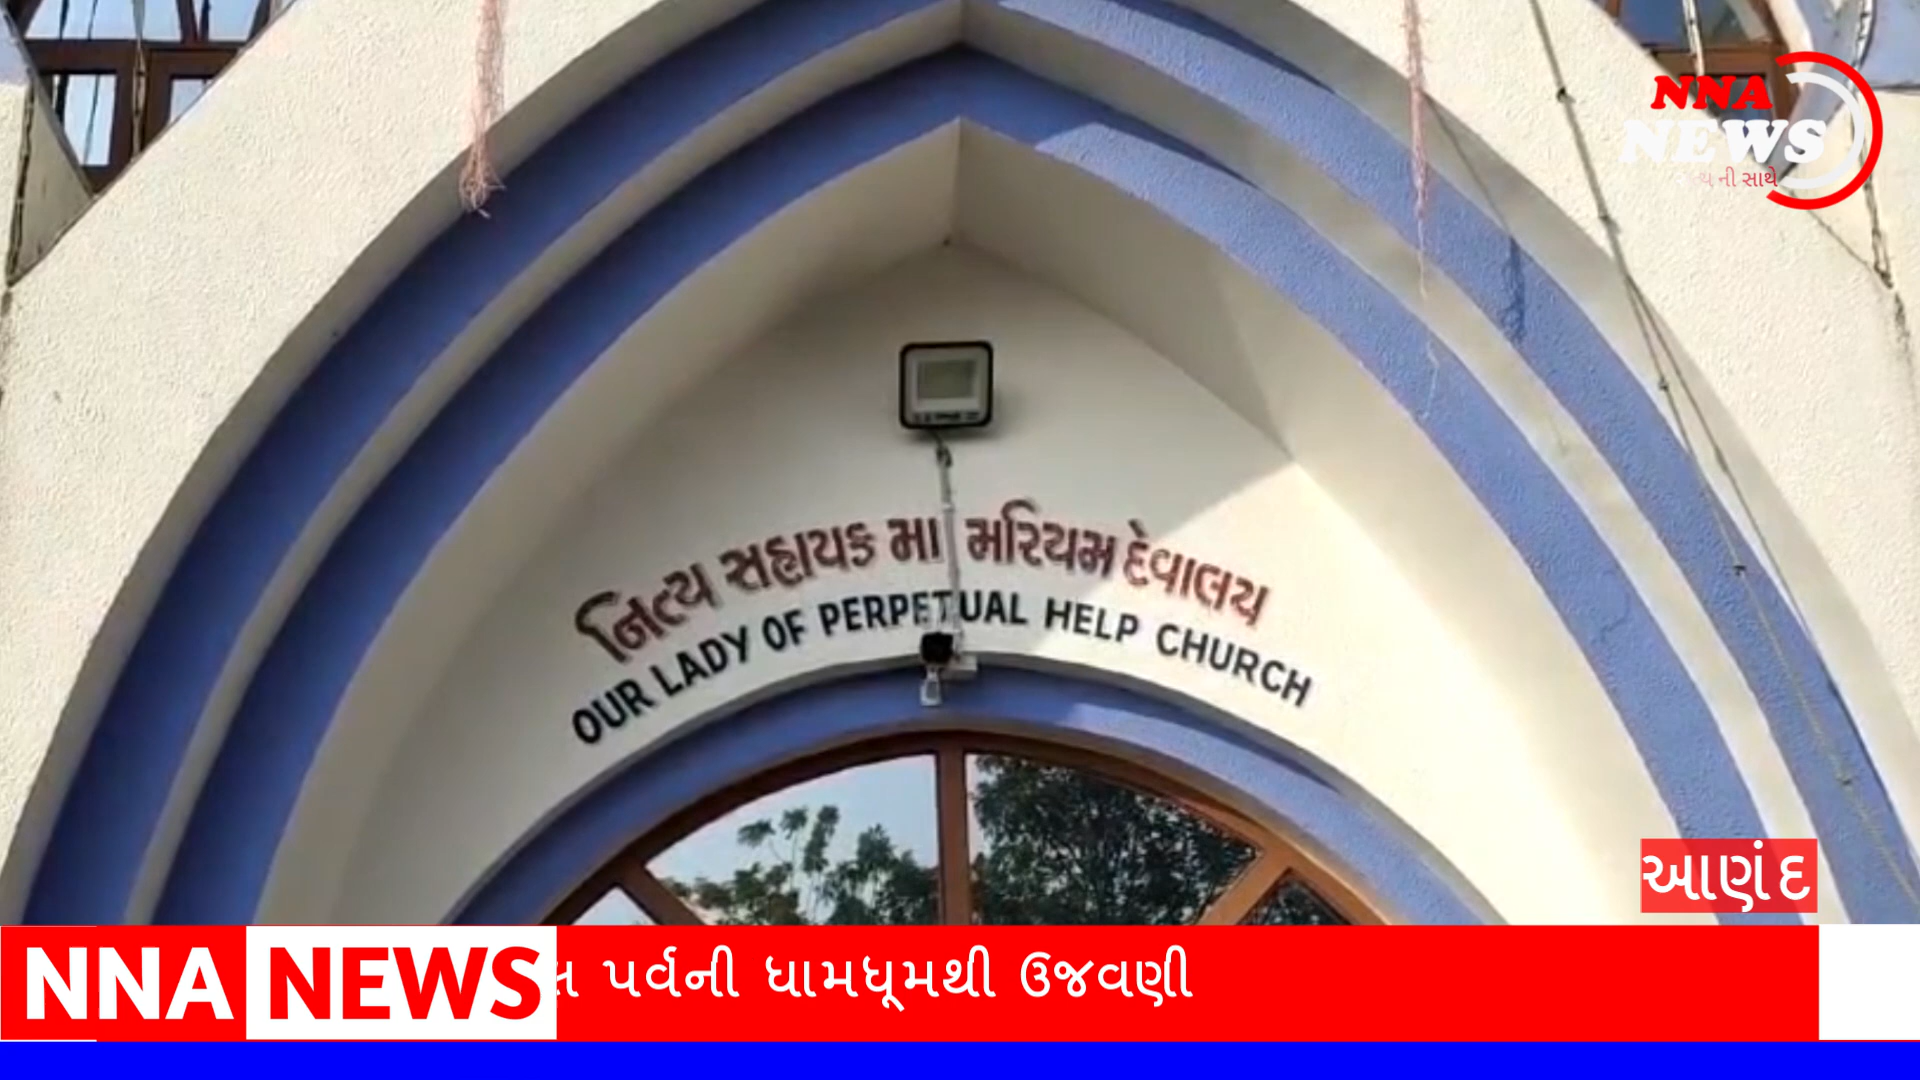 NNA
NEWS
ની સાથે
નિત્ય સહાયક મા મરિયમ દેવાલય
OUR LADY OF PERPETUAL HELP CHURCH
આણંદ
NNA NEWS પર્વની ધામધૂમથી ઉજવણી